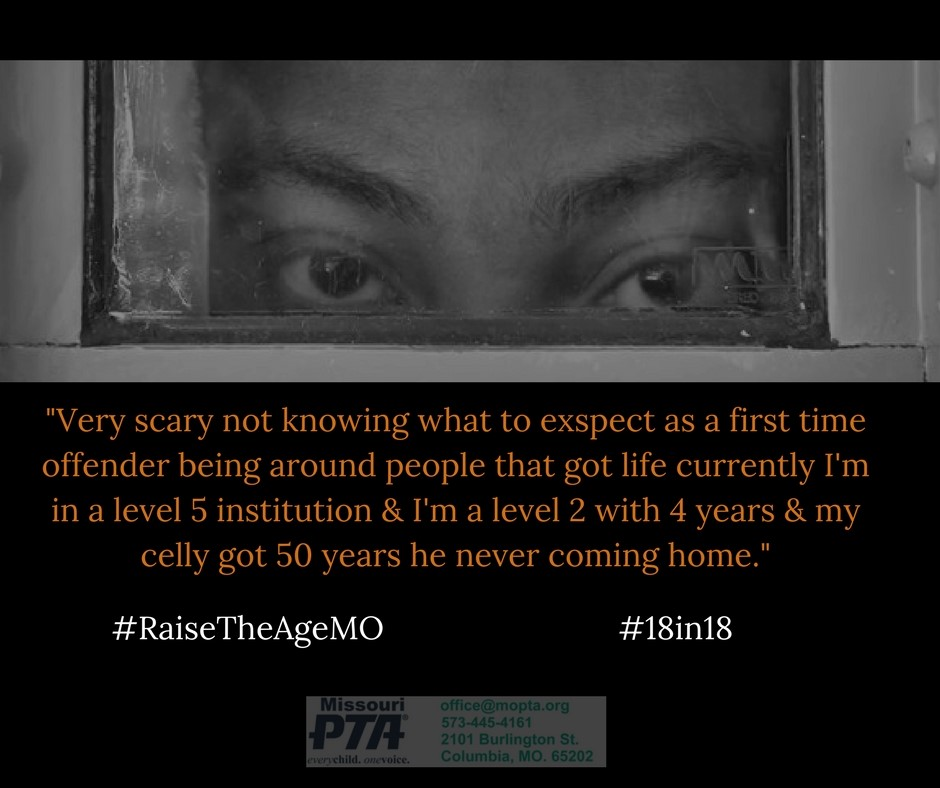 "Very scary not knowing what to exspect as a first time
offender being around people that got life currently I'm
in a level 5 institution & I'm a level 2 with 4 years & my
celly got 50 years he never coming home."
#RaiseTheAgeMO #18in18
Missouri
PTA®
everychild. onevoice.
office@mopta.org
573-445-4161
2101 Burlington St.
Columbia, MO. 65202